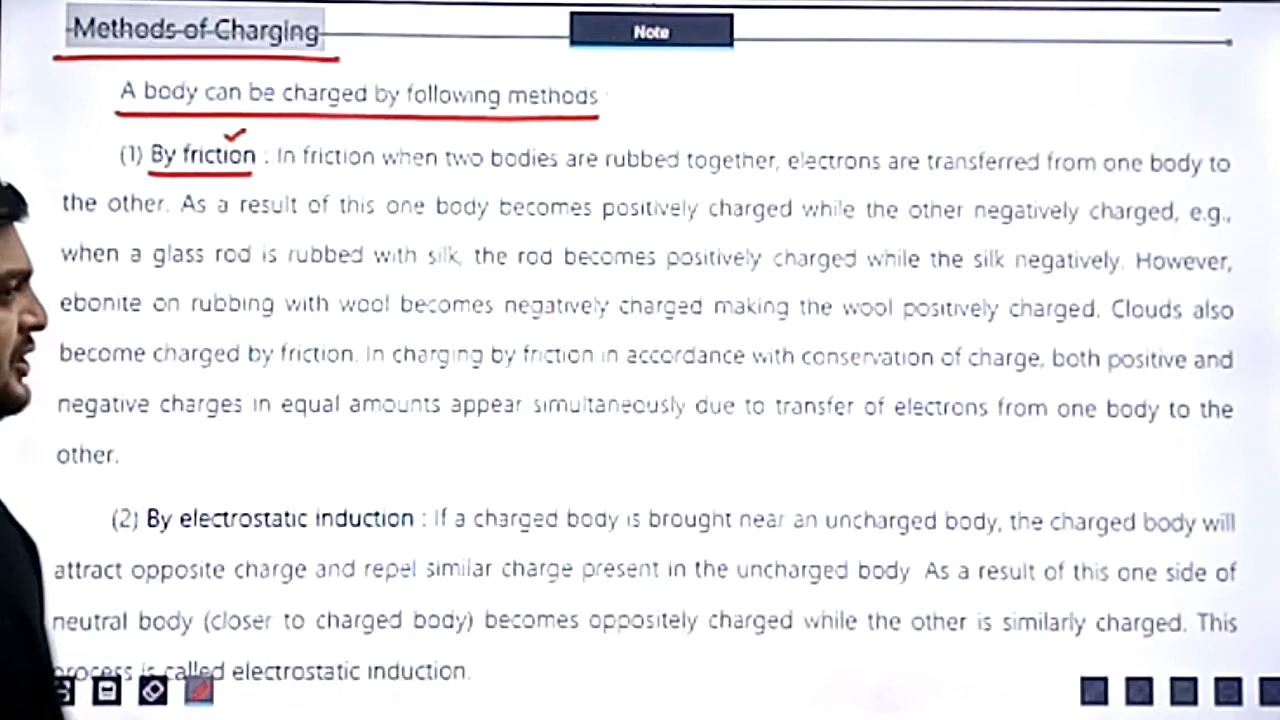 Methods of Charging
Note
A body can be charged by following methods
(1) By friction : In friction when two bodies are rubbed together, electrons are transferred from one body to
the other. As a result of this one body becomes positively charged while the other negatively charged, e.g.,
when a glass rod is rubbed with silk, the rod becomes positively charged while the silk negatively. However,
ebonite on rubbing with wool becomes negatively charged making the wool positively charged. Clouds also
become charged by friction. In charging by friction in accordance with conservation of charge, both positive and
negative charges in equal amounts appear simultaneously due to transfer of electrons from one body to the
other.
(2) By electrostatic induction : If a charged body is brought near an uncharged body, the charged body will
attract opposite charge and repel similar charge present in the uncharged body. As a result of this one side of
neutral body (closer to charged body) becomes oppositely charged while the other is similarly charged. This
process is called electrostatic induction.